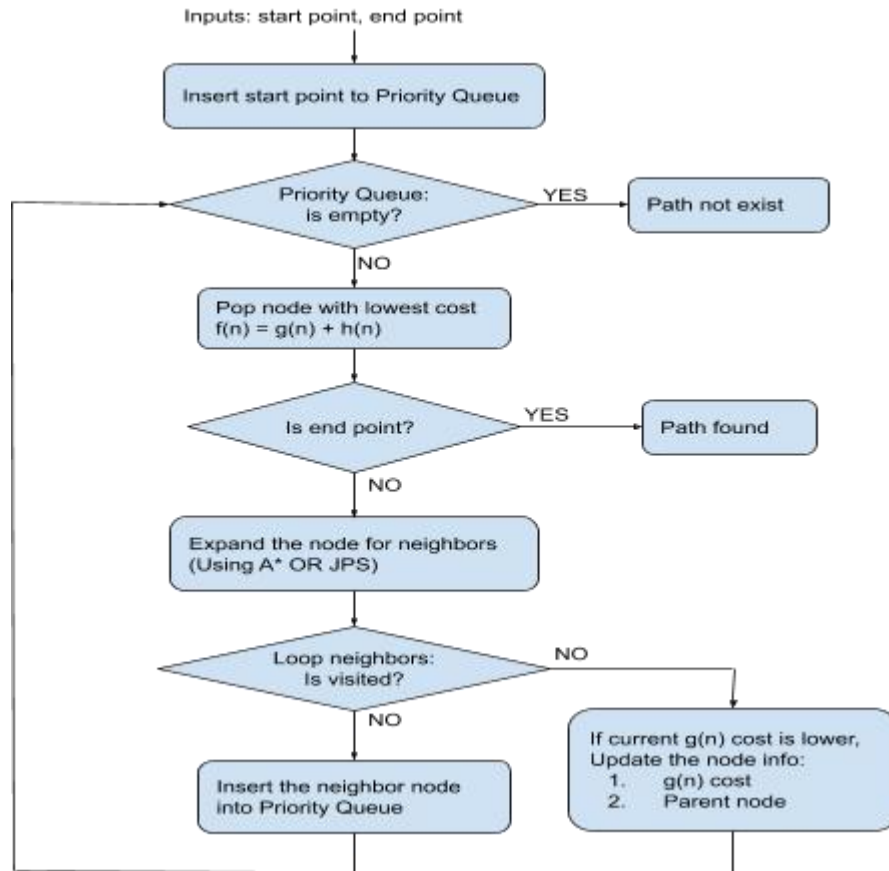 Inputs: start point, end point
Insert start point to Priority Queue
Priority Queue:
is empty?
YES
Path not exist
NO
Pop node with lowest cost
f(n) = g(n) + h(n)
Is end point?
YES
Path found
NO
Expand the node for neighbors
(Using A* OR JPS)
Loop neighbors:
Is visited?
NO
NO
If current g(n) cost is lower,
Update the node info:
1. g(n) cost
2. Parent node
Insert the neighbor node
into Priority Queue